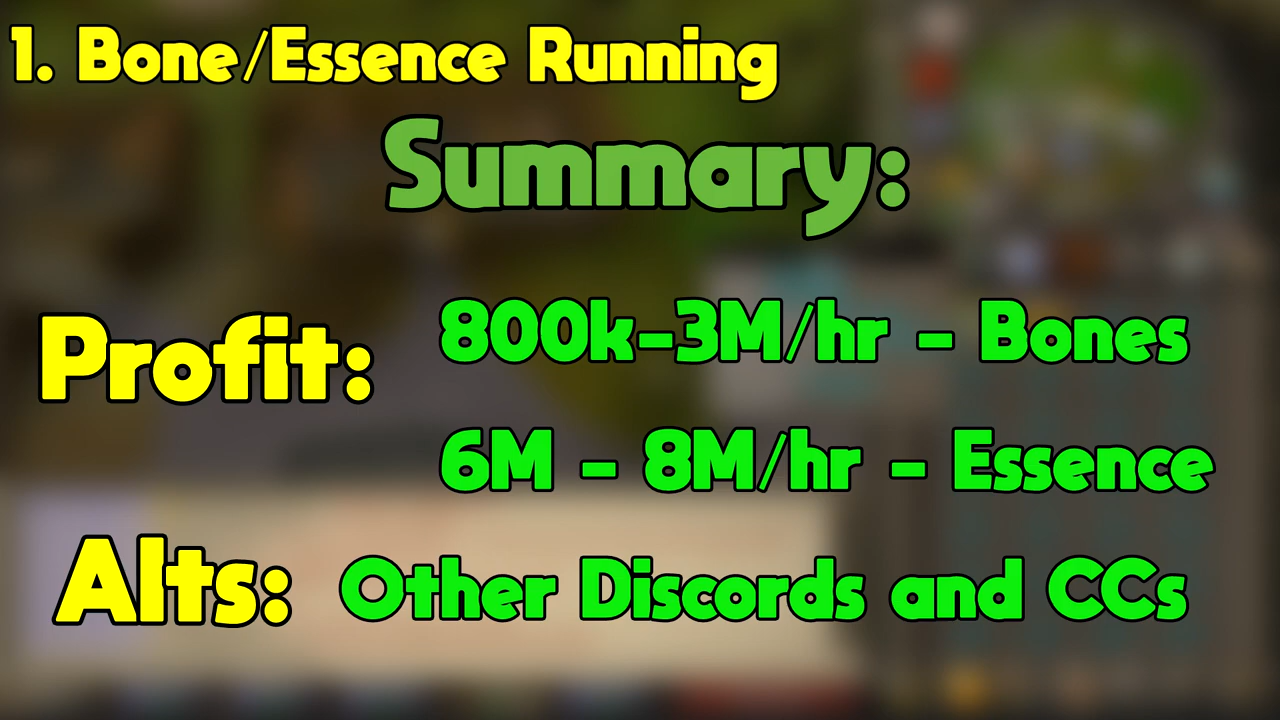 1. Bone/Essence Running
Summary:
Profit:
800k-3M/hr - Bones
6M - 8M/hr - Essence
Alts:
Other Discords and CCs